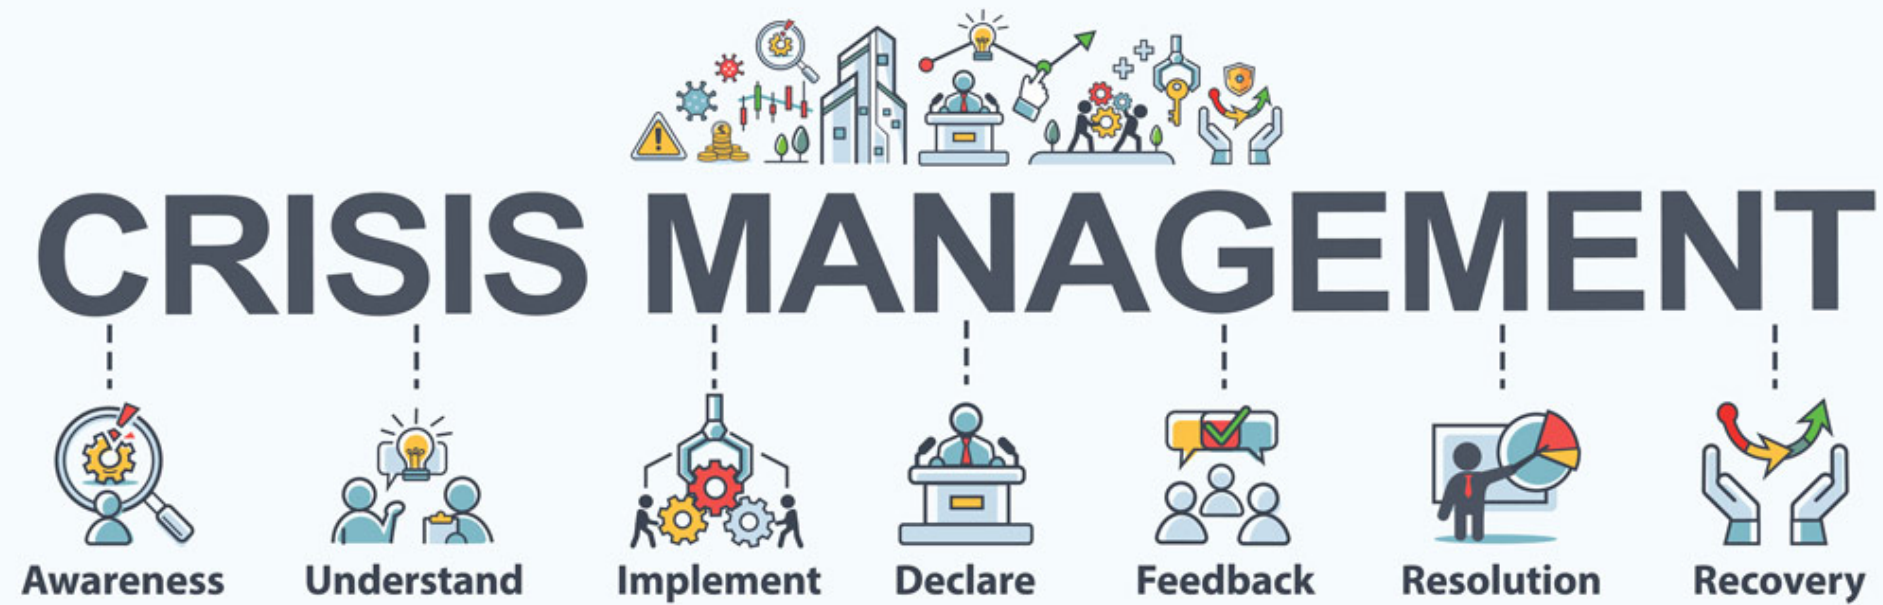 CRISIS MANAGEMENT
Awareness Understand Implement Declare Feedback Resolution Recovery